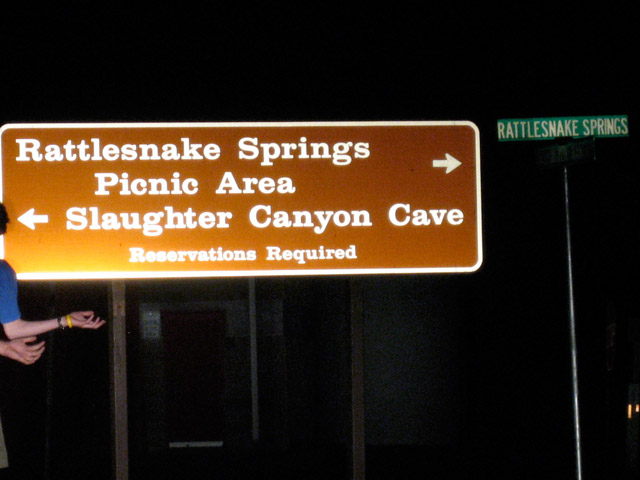 Rattlesnake Springs
Picnic Area
Slaughter Canyon Cave
Reservations Required
RATTLESNAKE SPRINGS